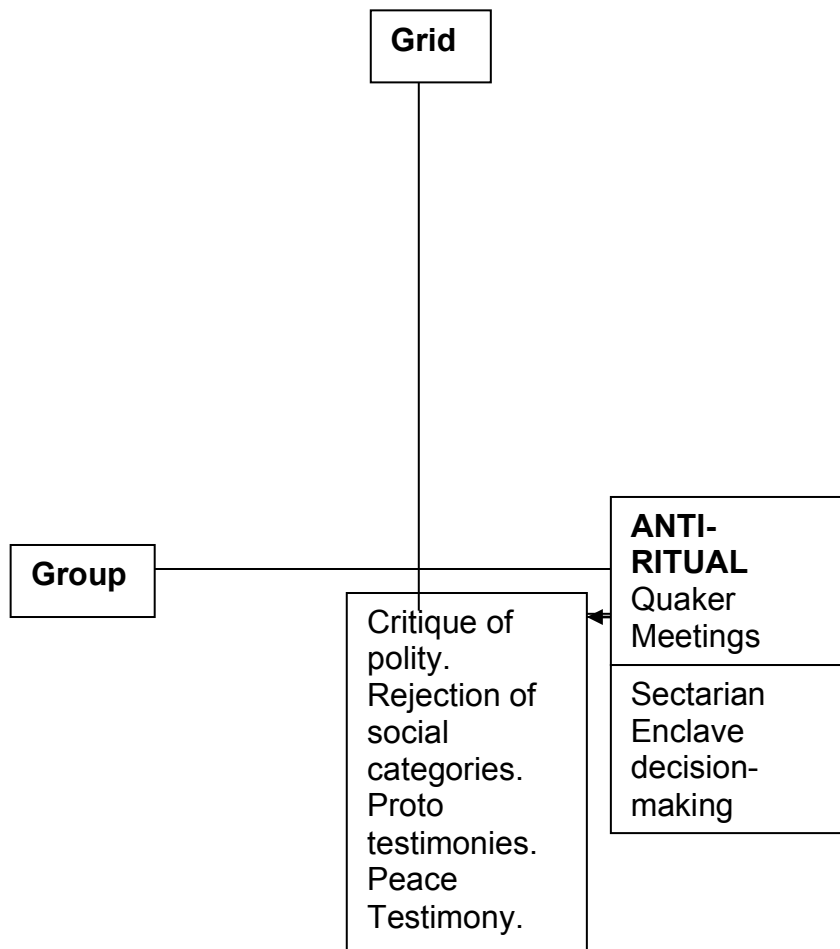 Grid
Group
ANTI-
RITUAL
Quaker
Meetings
Sectarian
Enclave
decision-
making
Critique of
polity.
Rejection of
social
categories.
Proto
testimonies.
Peace
Testimony.